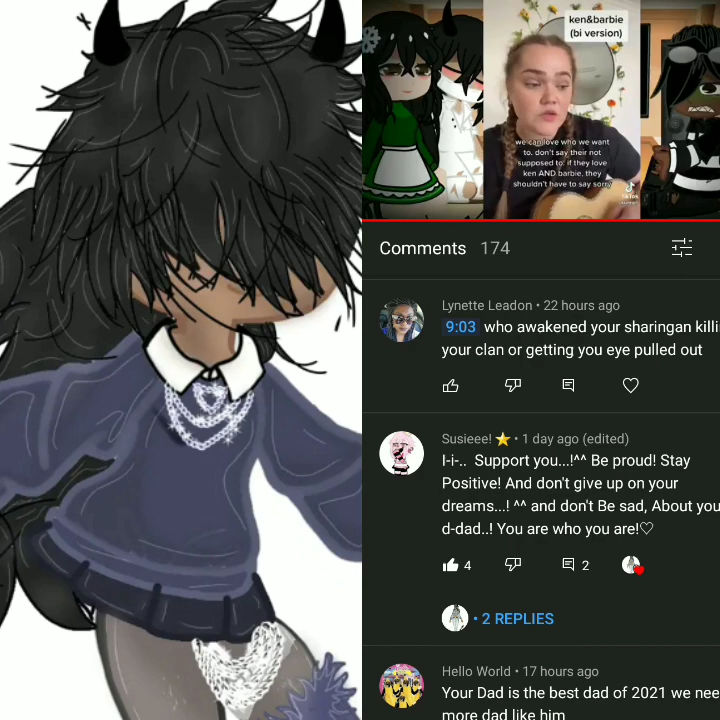 ken&barbie
(bi version)
we can love who we want
to. don't say their not
supposed to. if they love
ken AND barbie, they
shouldn't have to say sorry
TikTok
Comments 174
Lynette Leadon • 22 hours ago
9:03 who awakened your sharingan killi
your clan or getting you eye pulled out
Susieee! ⭐ • 1 day ago (edited)
I-i-.. Support you...!^^ Be proud! Stay
Positive! And don't give up on your
dreams...! ^^ and don't Be sad, About you
d-dad..! You are who you are!♡
4
2
• 2 REPLIES
Hello World • 17 hours ago
Your Dad is the best dad of 2021 we nee
more dad like him